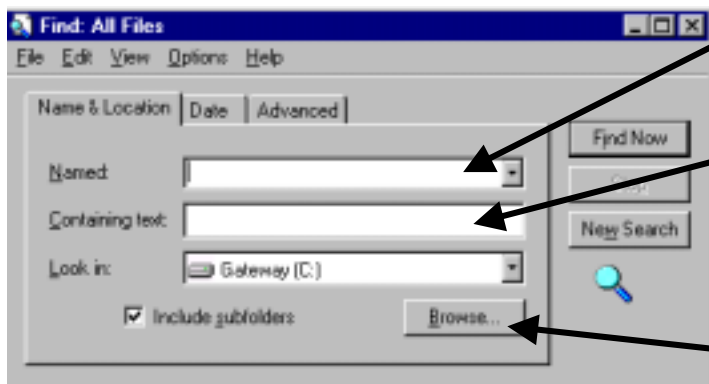 Find: All Files
File Edit View Options Help
Name & Location Date Advanced
Find Now
Named:
Stop
Containing text:
New Search
Look in: Gateway (C:)
Include subfolders Browse...